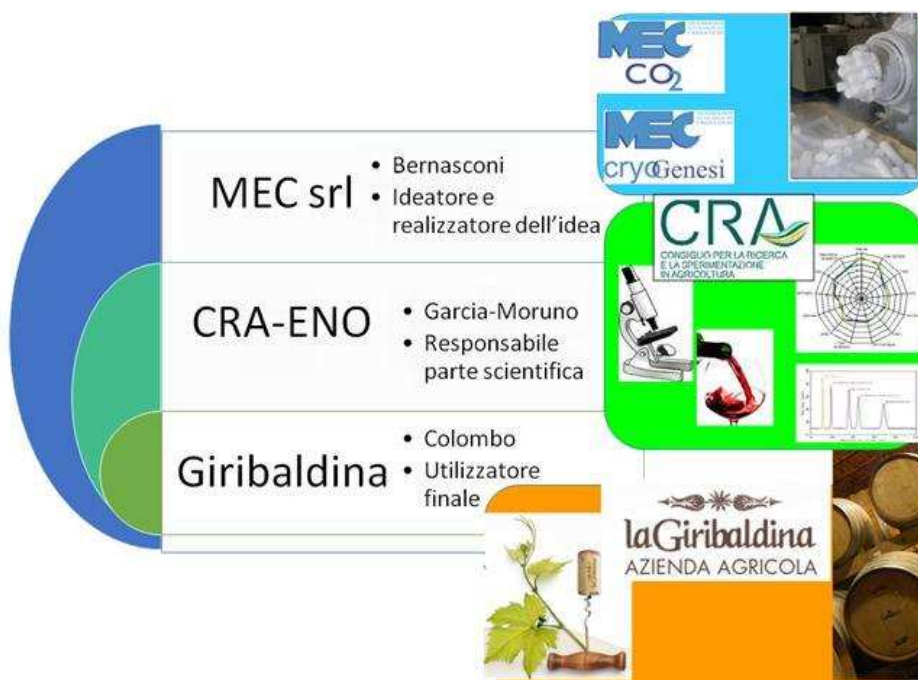 MEC srl
• Bernasconi
• Ideatore e
realizzatore dell'idea
CRA-ENO
• Garcia-Moruno
• Responsabile
parte scientifica
Giribaldina
• Colombo
• Utilizzatore
finale
MEC
CO2
MEC
cryoGenesi
CRA
CONSIGLIO PER LA RICERCA
E LA SPERIMENTAZIONE
IN AGRICOLTURA
laGiribaldina
AZIENDA AGRICOLA